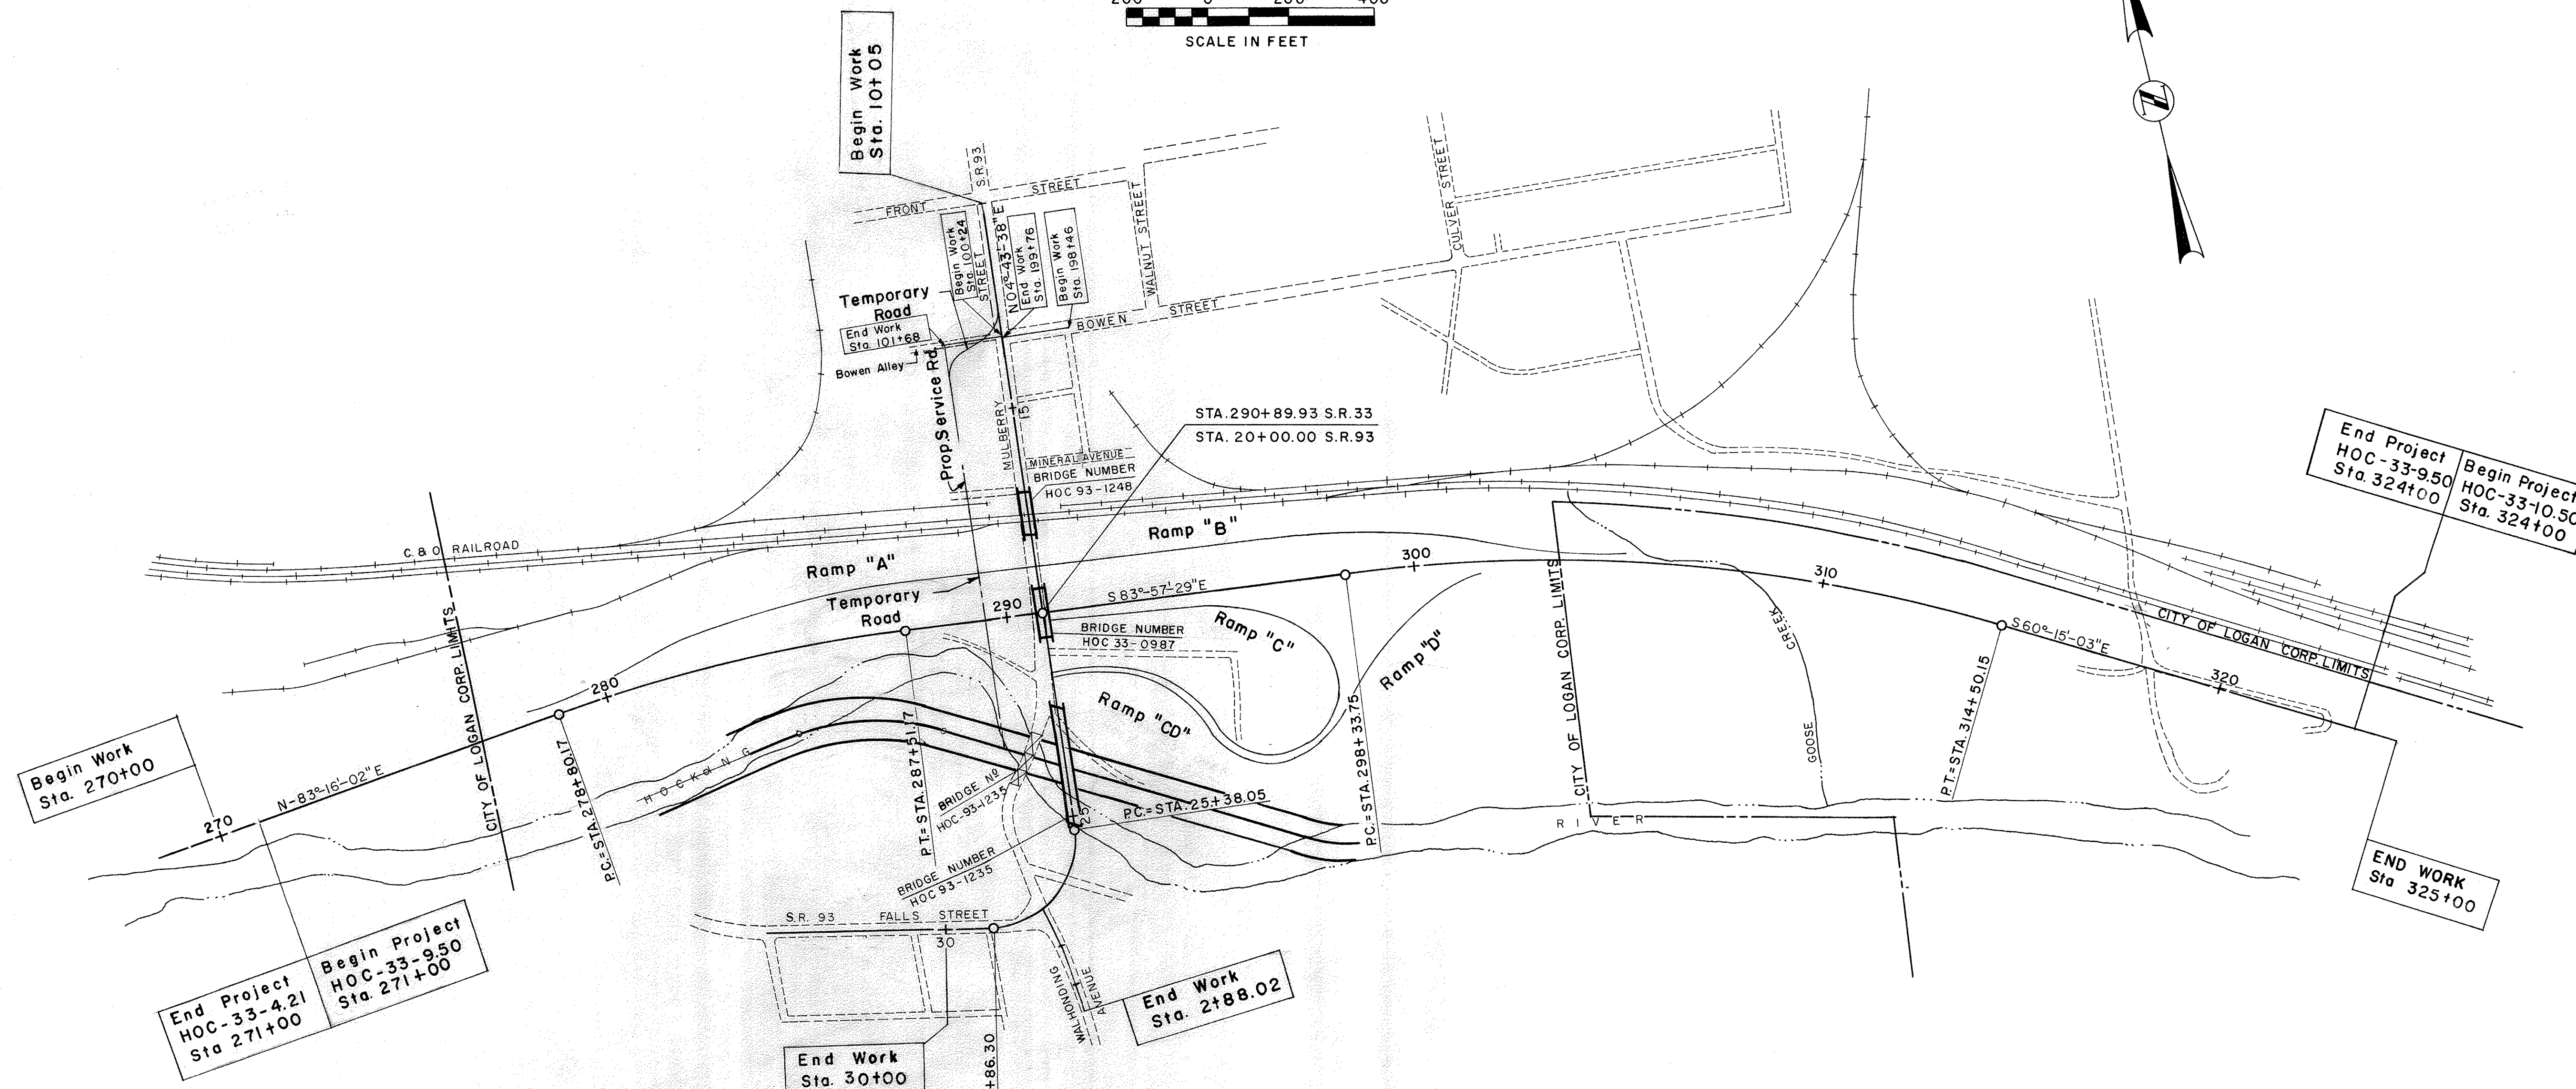 200 0 200 400
SCALE IN FEET
Begin Work
Sta. 10+05
S.R.93
FRONT STREET
WALNUT STREET
CULVER STREET
N
Begin Work
Sta. 100+24
STREET
N04°-43'-38"E
End Work
Sta. 199+76
Begin Work
Sta. 198+46
Temporary
Road
End Work
Sta. 101+68
Bowen Alley
BOWEN STREET
Prop. Service Rd.
MULBERRY
15
STA. 290+89.93 S.R.33
STA. 20+00.00 S.R.93
MINERAL AVENUE
BRIDGE NUMBER
HOC 93-1248
End Project
HOC-33-9.50
Sta. 324+00
Begin Project
HOC-33-10.50
Sta. 324+00
C. & O. RAILROAD
Ramp "A"
Ramp "B"
300
310
Temporary
Road
290
S 83°-57'-29"E
BRIDGE NUMBER
HOC 33-0987
Ramp "C"
Ramp "D"
Ramp "CD"
CITY OF LOGAN CORP. LIMITS
CITY OF LOGAN CORP. LIMITS
CITY OF LOGAN CORP. LIMITS
GOOSE CREEK
S60°-15'-03"E
320
280
P.C.=STA.278+80.17
P.T.=STA.287+51.17
P.C.=STA.298+33.75
P.T.=STA.314+50.15
Begin Work
Sta. 270+00
270
N-83°-16'-02"E
HOCKING
RIVER
BRIDGE Nº
HOC-93-1235
25
P.C.=STA.25+38.05
BRIDGE NUMBER
HOC 93-1235
END WORK
Sta 325+00
S.R. 93 FALLS STREET
30
End Project
HOC-33-4.21
Sta 271+00
Begin Project
HOC-33-9.50
Sta. 271+00
WALHONDING
AVENUE
End Work
Sta. 2+88.02
End Work
Sta. 30+00
+86.30